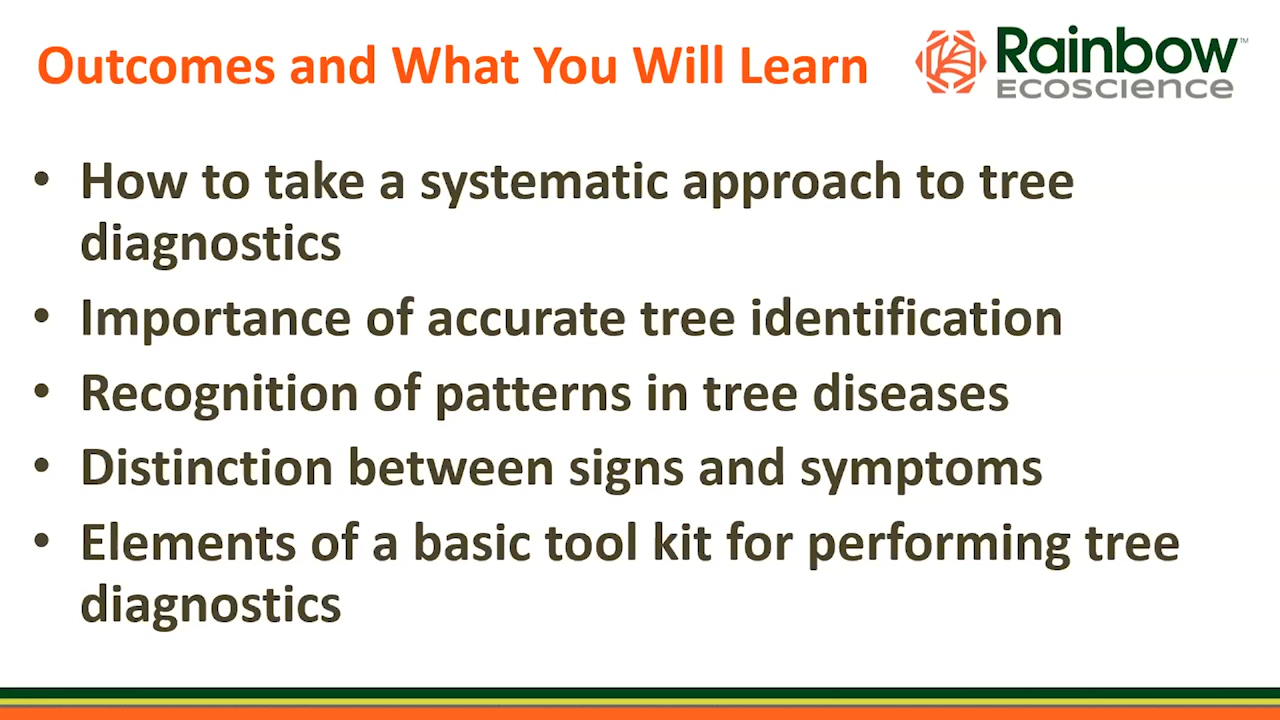 Outcomes and What You Will Learn
Rainbow™
Ecoscience
• How to take a systematic approach to tree
diagnostics
• Importance of accurate tree identification
• Recognition of patterns in tree diseases
• Distinction between signs and symptoms
• Elements of a basic tool kit for performing tree
diagnostics